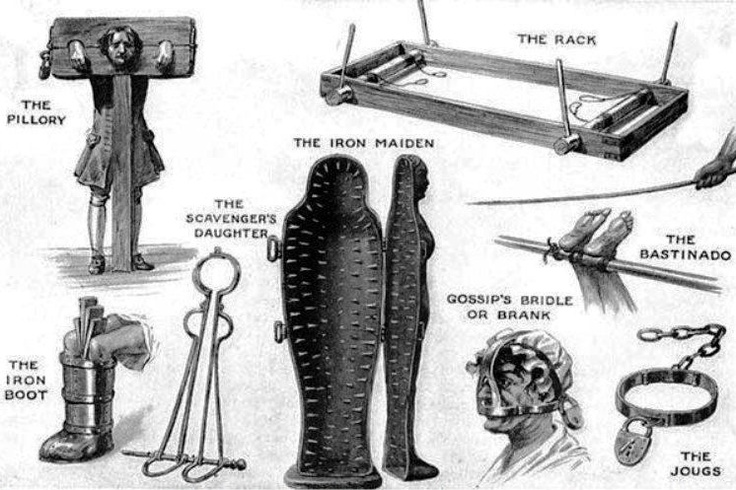 THE
PILLORY
THE RACK
THE IRON MAIDEN
THE
SCAVENGER'S
DAUGHTER
THE
BASTINADO
GOSSIP'S BRIDLE
OR BRANK
THE
IRON
BOOT
THE
JOUGS